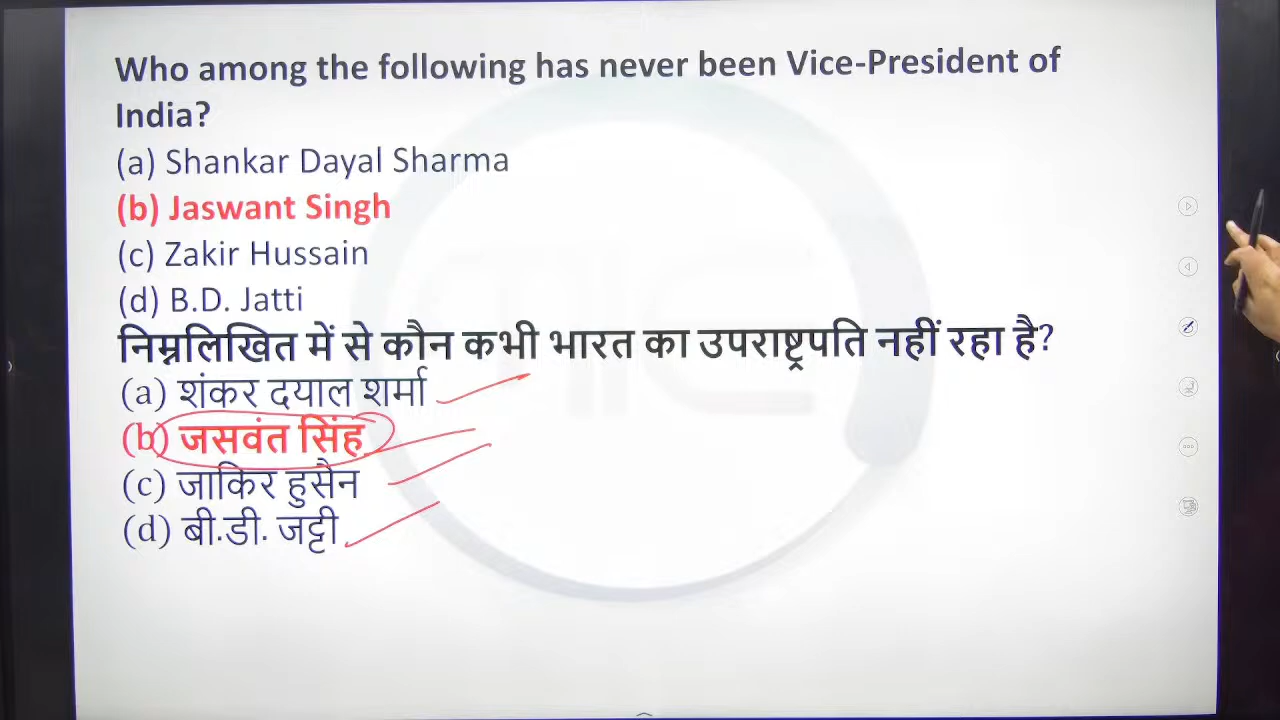 Who among the following has never been Vice-President of
India?
(a) Shankar Dayal Sharma
(b) Jaswant Singh
(c) Zakir Hussain
(d) B.D. Jatti
निम्नलिखित में से कौन कभी भारत का उपराष्ट्रपति नहीं रहा है?
(a) शंकर दयाल शर्मा
(b) जसवंत सिंह
(c) जाकिर हुसैन
(d) बी.डी. जट्टी